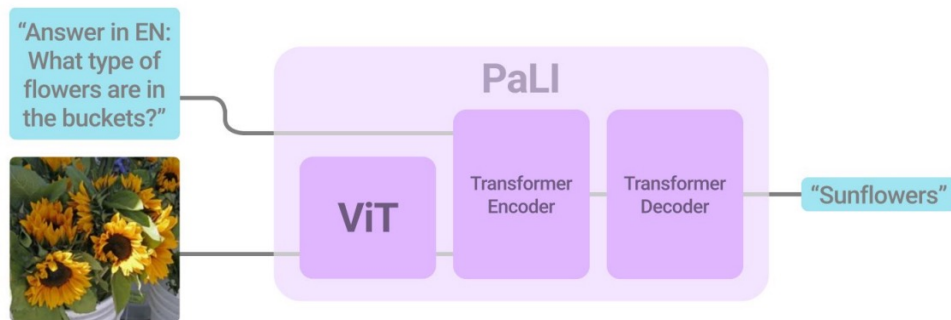 “Answer in EN:
What type of
flowers are in
the buckets?”
PaLI
ViT
Transformer
Encoder
Transformer
Decoder
“Sunflowers”